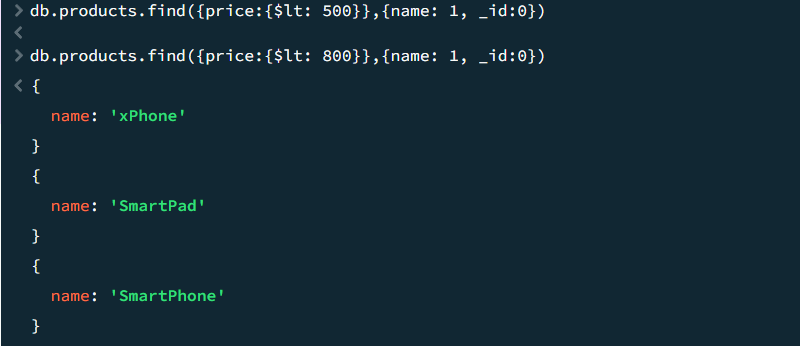 > db.products.find({price:{$lt: 500}},{name: 1, _id:0})
<
> db.products.find({price:{$lt: 800}},{name: 1, _id:0})
< {
name: 'xPhone'
}
{
name: 'SmartPad'
}
{
name: 'SmartPhone'
}